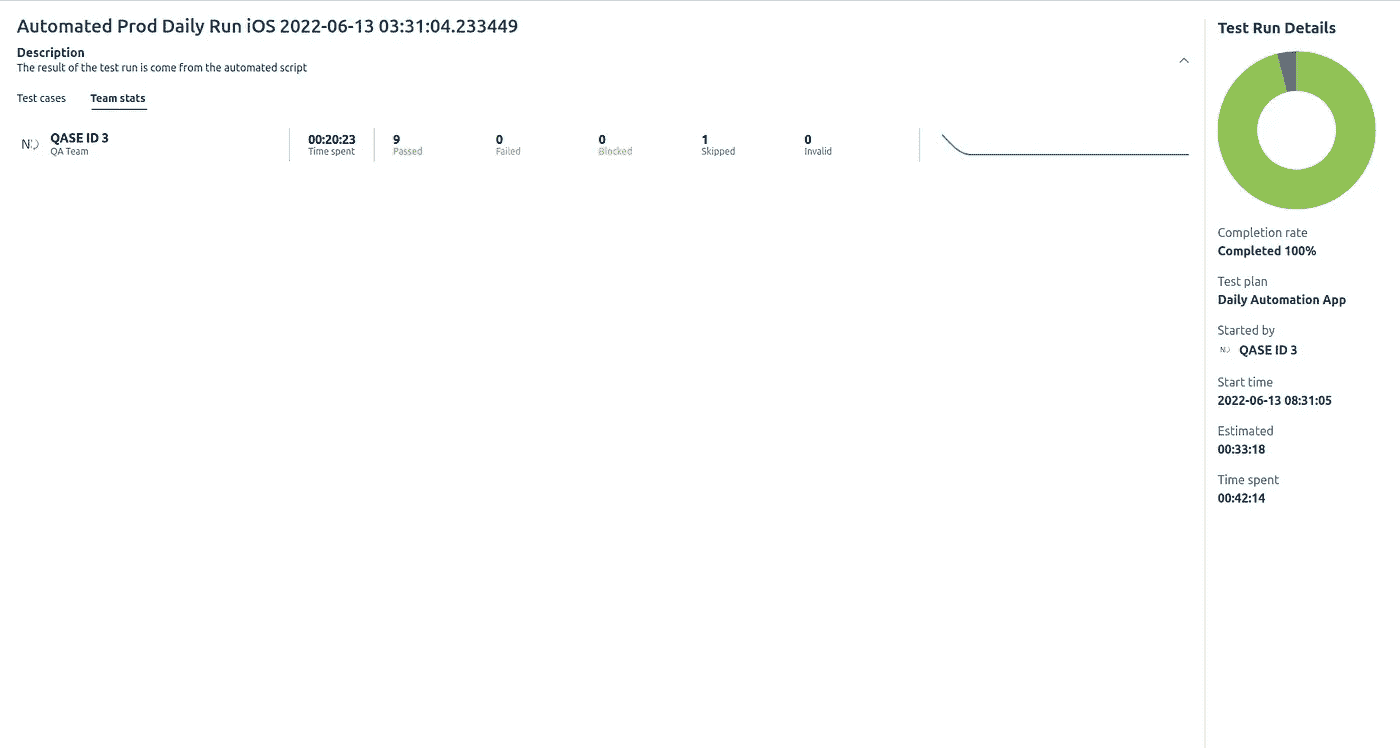 Automated Prod Daily Run iOS 2022-06-13 03:31:04.233449
Description
The result of the test run is come from the automated script
Test cases Team stats
QASE ID 3
QA Team
00:20:23
Time spent
9
Passed
0
Failed
0
Blocked
1
Skipped
0
Invalid
Test Run Details
Completion rate
Completed 100%
Test plan
Daily Automation App
Started by
QASE ID 3
Start time
2022-06-13 08:31:05
Estimated
00:33:18
Time spent
00:42:14